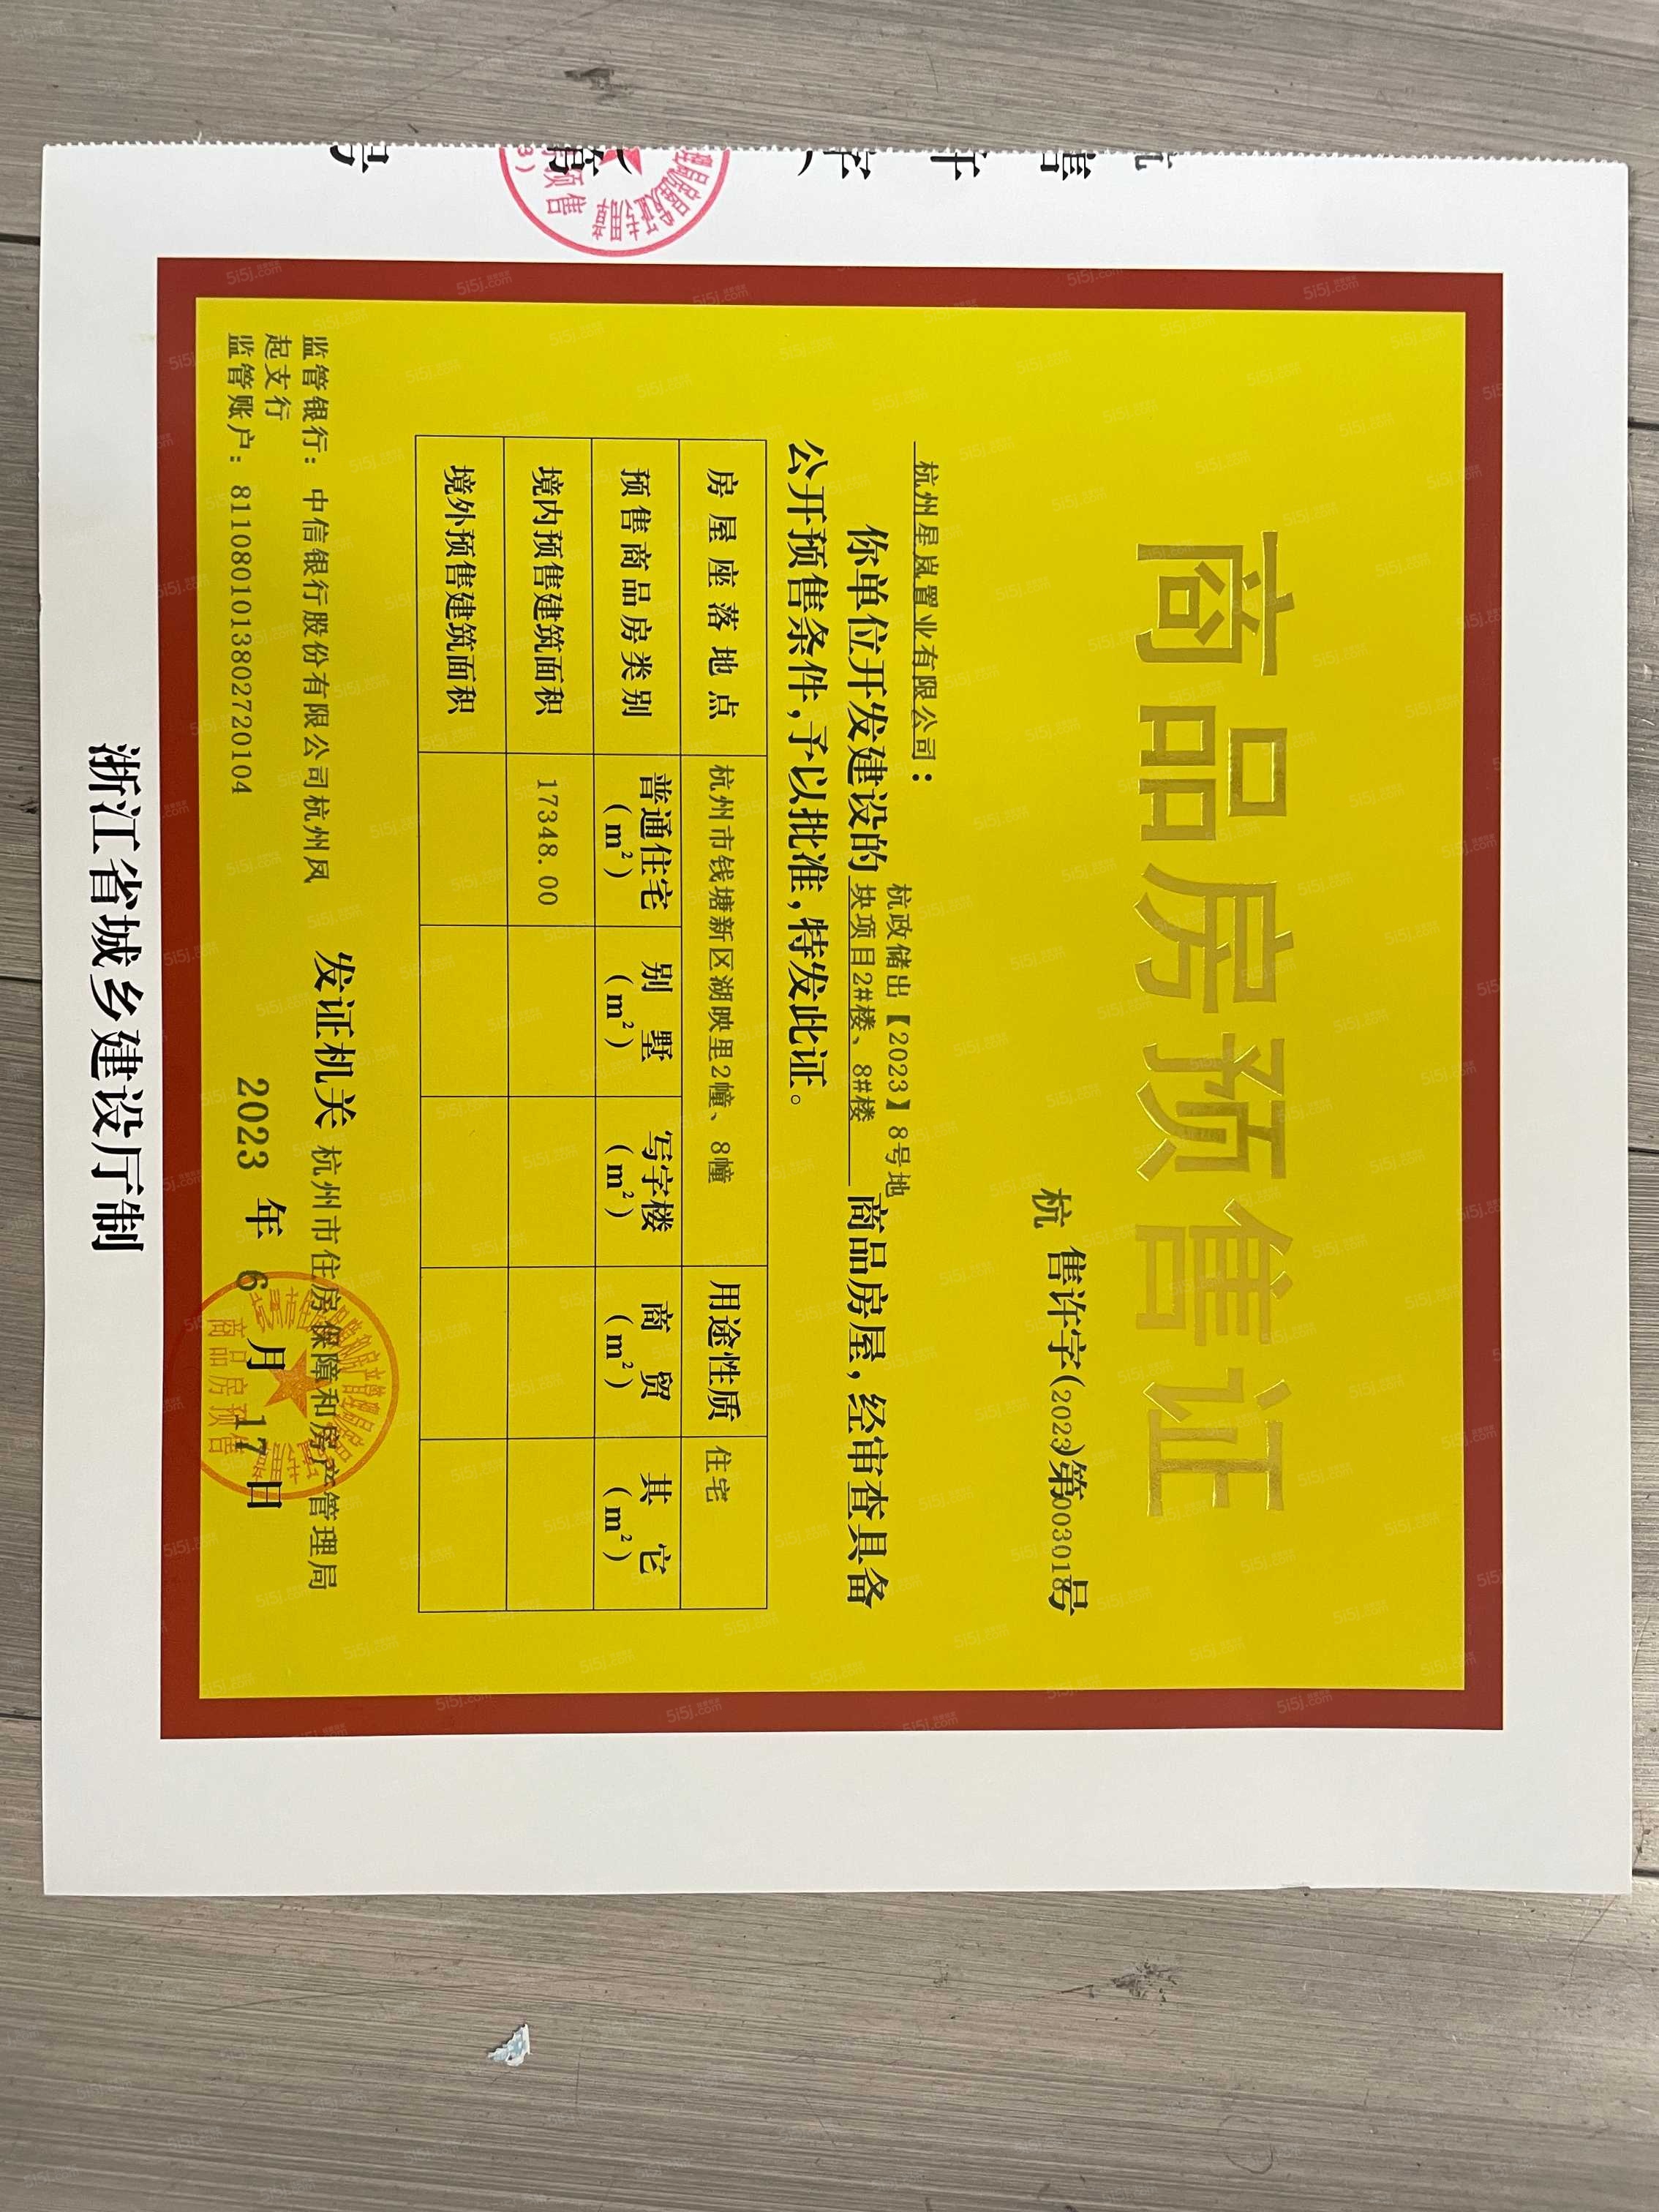 商品房预售证
杭 售许字(2023)第003018号
杭州星岚置业有限公司：
杭政储出【2023】8号地
你单位开发建设的块项目2#楼、8#楼 商品房屋，经审查具备
公开预售条件，予以批准，特发此证。
房屋座落地点 杭州市钱塘新区湖映里2幢、8幢 用途性质 住宅
预售商品房类别 普通住宅(m²) 别墅(m²) 写字楼(m²) 商贸(m²) 其它(m²)
境内预售建筑面积 17348.00
境外预售建筑面积
监管银行：中信银行股份有限公司杭州凤
起支行
监管账户：8110801013802720104
发证机关 杭州市住房保障和房产管理局
2023 年 6 月 17 日
商品房预售
浙江省城乡建设厅制